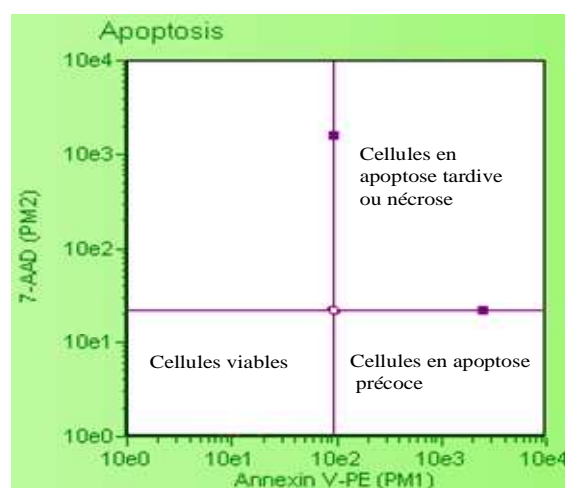 Apoptosis
10e4
10e3
10e2
10e1
10e0
7-AAD (PM2)
Cellules en
apoptose tardive
ou nécrose
Cellules viables
Cellules en apoptose
précoce
10e0 10e1 10e2 10e3 10e4
Annexin V-PE (PM1)